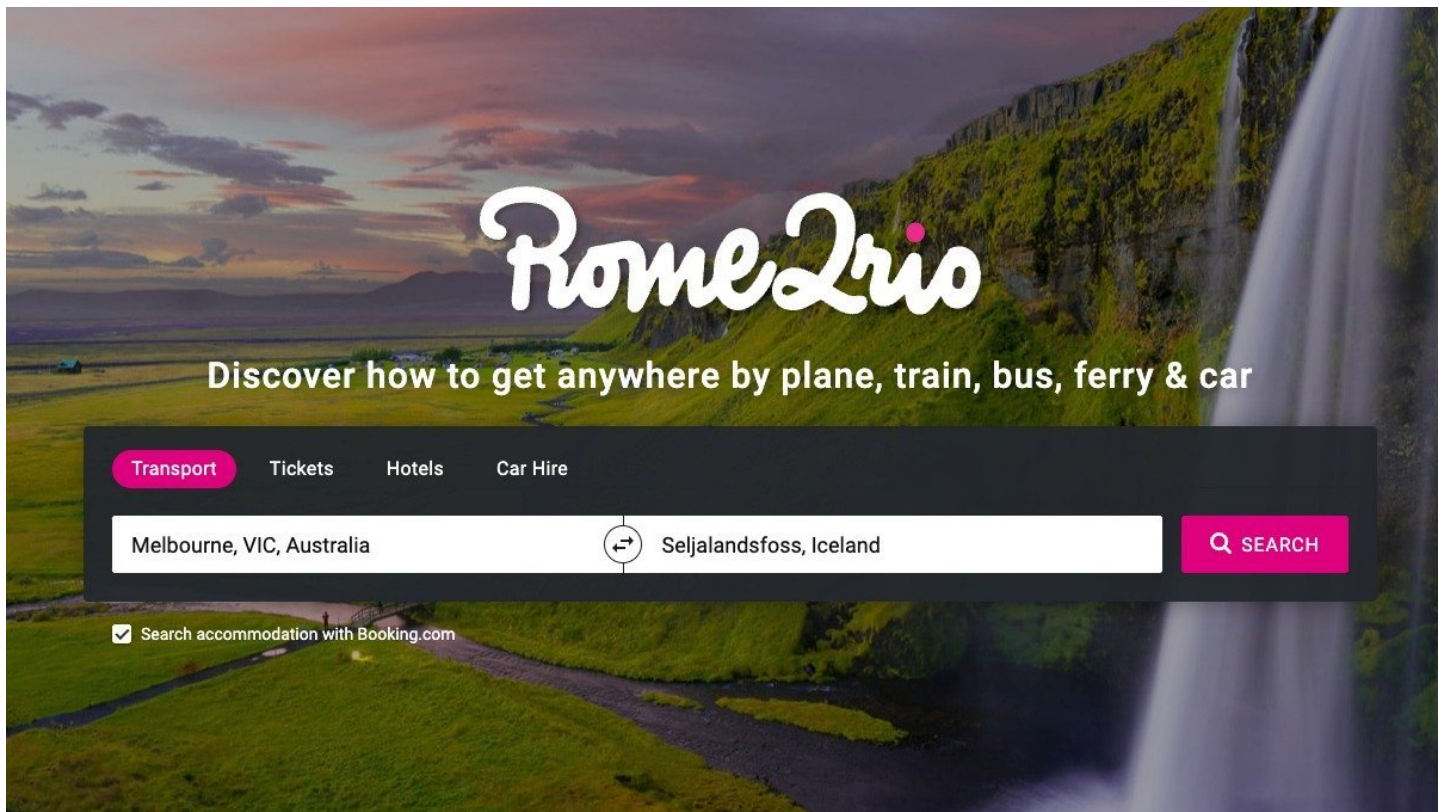 Rome2rio
Discover how to get anywhere by plane, train, bus, ferry & car
Transport Tickets Hotels Car Hire
Melbourne, VIC, Australia Seljalandsfoss, Iceland SEARCH
Search accommodation with Booking.com